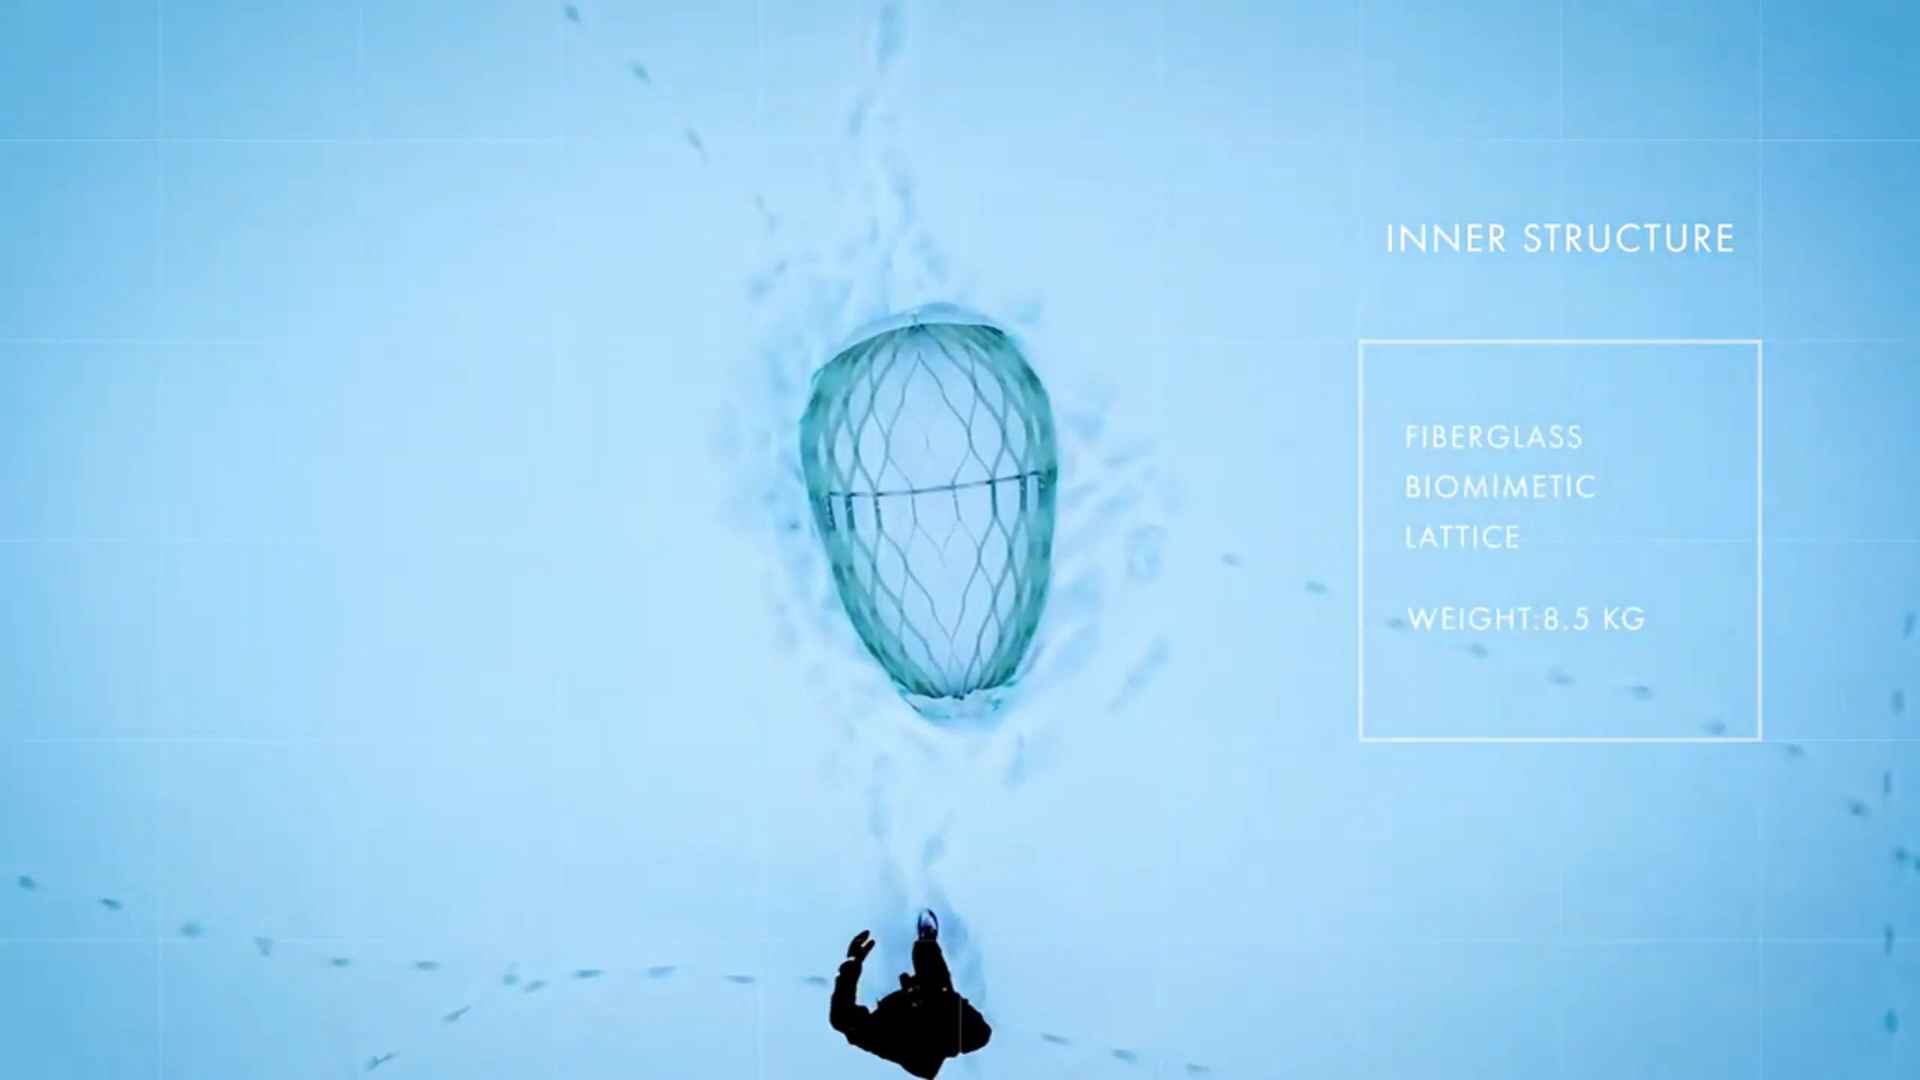 INNER STRUCTURE
FIBERGLASS
BIOMIMETIC
LATTICE
WEIGHT:8.5 KG